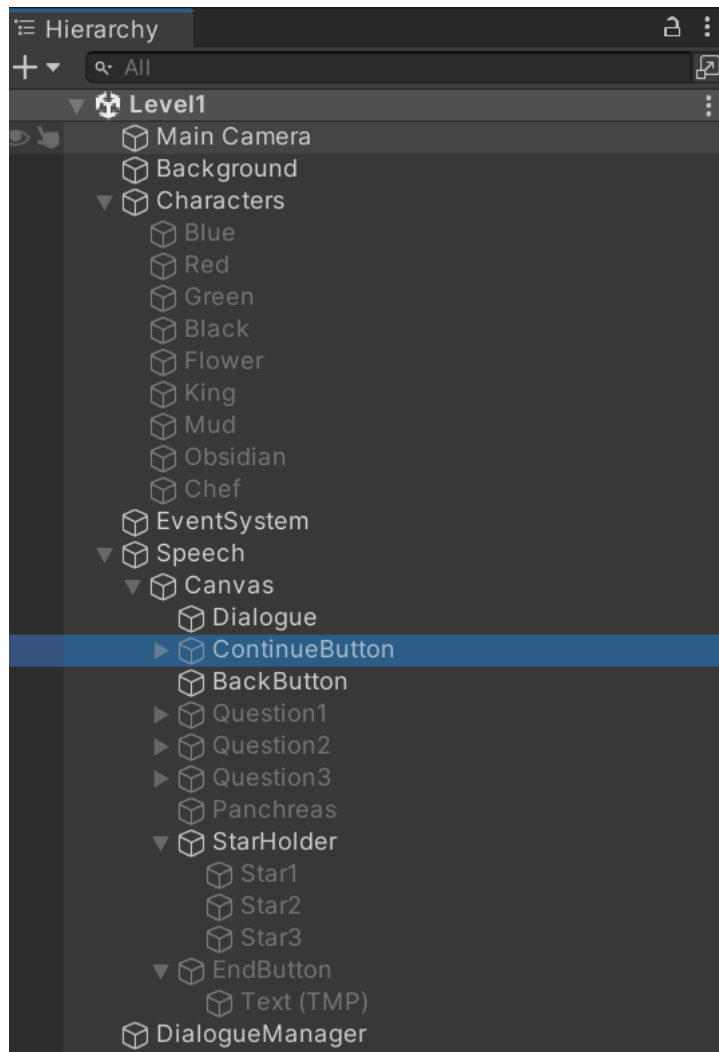 Hierarchy
All
Level1
Main Camera
Background
Characters
Blue
Red
Green
Black
Flower
King
Mud
Obsidian
Chef
EventSystem
Speech
Canvas
Dialogue
ContinueButton
BackButton
Question1
Question2
Question3
Panchreas
StarHolder
Star1
Star2
Star3
EndButton
Text (TMP)
DialogueManager